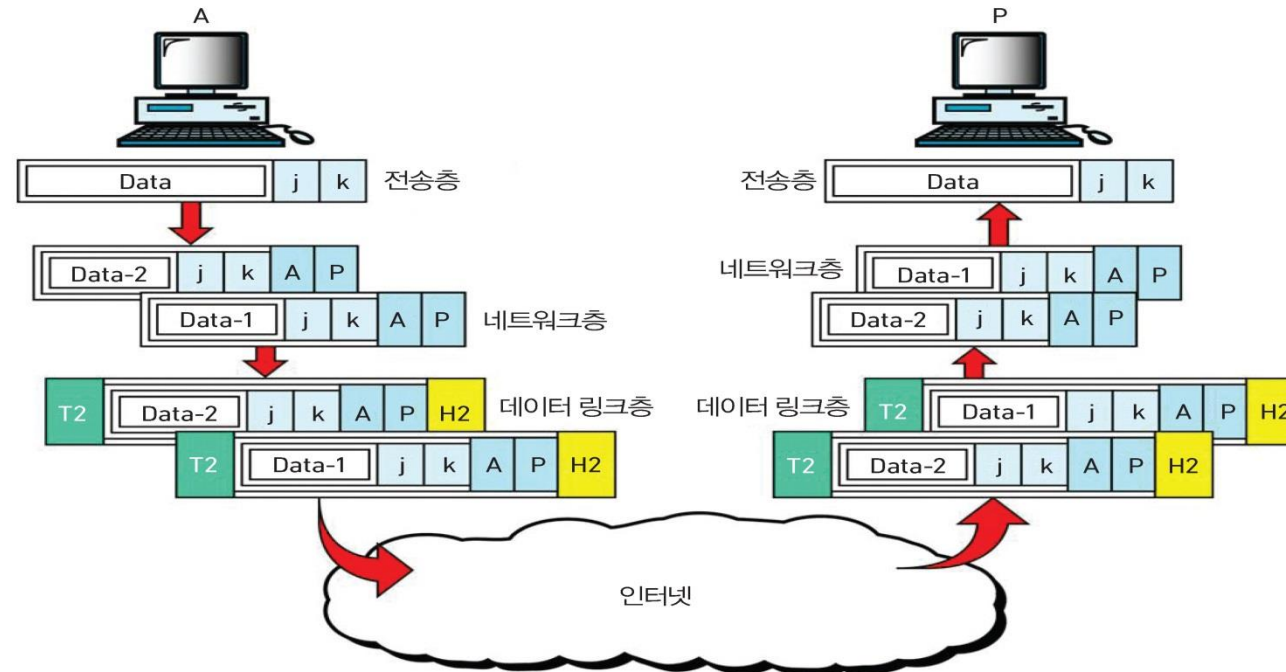 A
Data j k 전송층
Data-2 j k A P
Data-1 j k A P 네트워크층
T2 Data-2 j k A P H2 데이터 링크층
T2 Data-1 j k A P H2
P
전송층 Data j k
네트워크층 Data-1 j k A P
Data-2 j k A P
데이터 링크층 T2 Data-1 j k A P H2
T2 Data-2 j k A P H2
인터넷